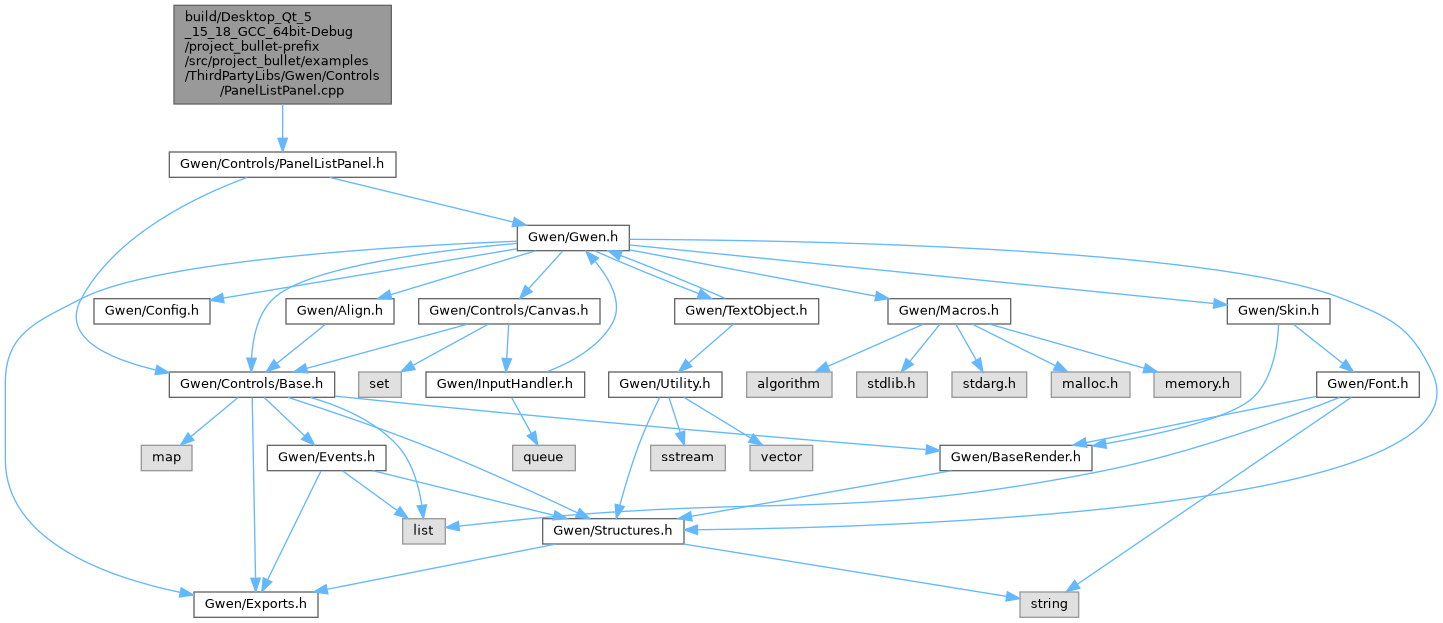 build/Desktop_Qt_5
_15_18_GCC_64bit-Debug
/project_bullet-prefix
/src/project_bullet/examples
/ThirdPartyLibs/Gwen/Controls
/PanelListPanel.cpp
Gwen/Controls/PanelListPanel.h
Gwen/Gwen.h
Gwen/Config.h
Gwen/Align.h
Gwen/Controls/Canvas.h
Gwen/TextObject.h
Gwen/Macros.h
Gwen/Skin.h
Gwen/Controls/Base.h
set
Gwen/InputHandler.h
Gwen/Utility.h
algorithm
stdlib.h
stdarg.h
malloc.h
memory.h
Gwen/Font.h
map
Gwen/Events.h
queue
sstream
vector
Gwen/BaseRender.h
list
Gwen/Structures.h
Gwen/Exports.h
string